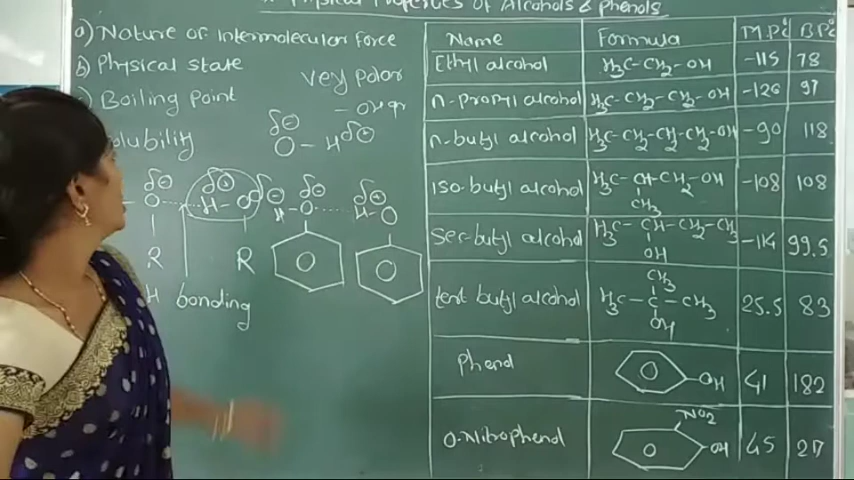 Physical Properties of Alcohols & Phenols
a) Nature of Intermolecular Force
b) Physical state
) Boiling Point
olubility
very polar
- OH gr
δ⊖ O - H δ⊕
δ⊖ δ⊕ δ⊖ δ⊕ δ⊖ δ⊕
- O ...... H - O H - O ...... H - O
R R
H bonding
Name Formula M.P°c B.P°c
Ethyl alcohol H3C-CH2-OH -115 78
n-propyl alcohol H3C-CH2-CH2-OH -126 97
n-butyl alcohol H3C-CH2-CH2-CH2-OH -90 118
iso-butyl alcohol H3C-CH-CH2-OH -108 108
CH3
Sec-butyl alcohol H3C-CH-CH2-CH3 -114 99.5
OH
CH3
tert butyl alcohol H3C-C-CH3 25.5 83
OH
Phenol -OH 41 182
NO2
O-Nitrophenol -OH 45 217